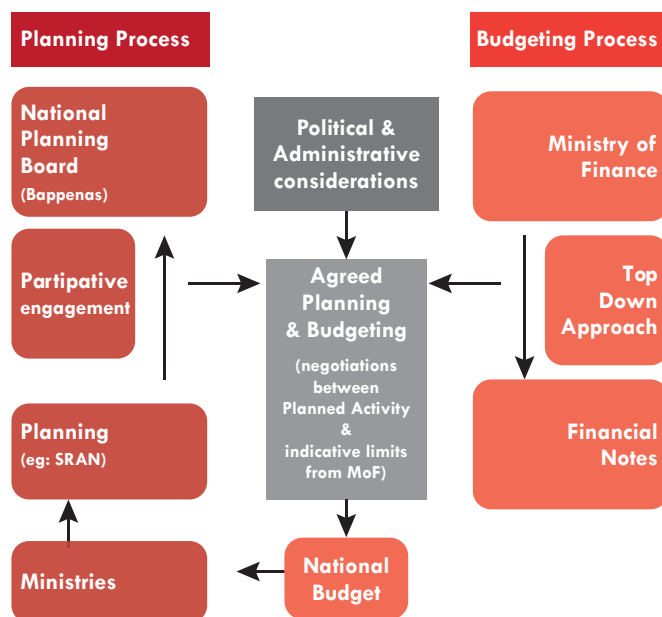 Planning Process
Budgeting Process
National
Planning
Board
(Bappenas)
Political &
Administrative
considerations
Ministry of
Finance
Partipative
engagement
Agreed
Planning
& Budgeting
(negotiations
between
Planned Activity
&
indicative limits
from MoF)
Top
Down
Approach
Planning
(eg: SRAN)
Financial
Notes
Ministries
National
Budget